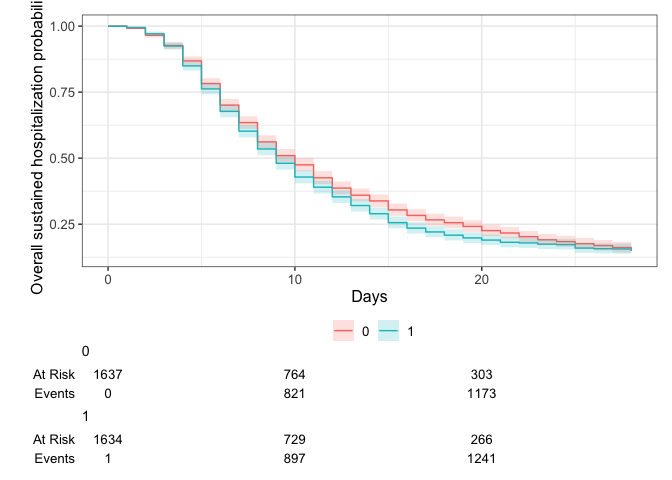 Overall sustained hospitalization probabili
1.00
0.75
0.50
0.25
0 10 20
Days
0 1
0
At Risk 1637 764 303
Events 0 821 1173
1
At Risk 1634 729 266
Events 1 897 1241